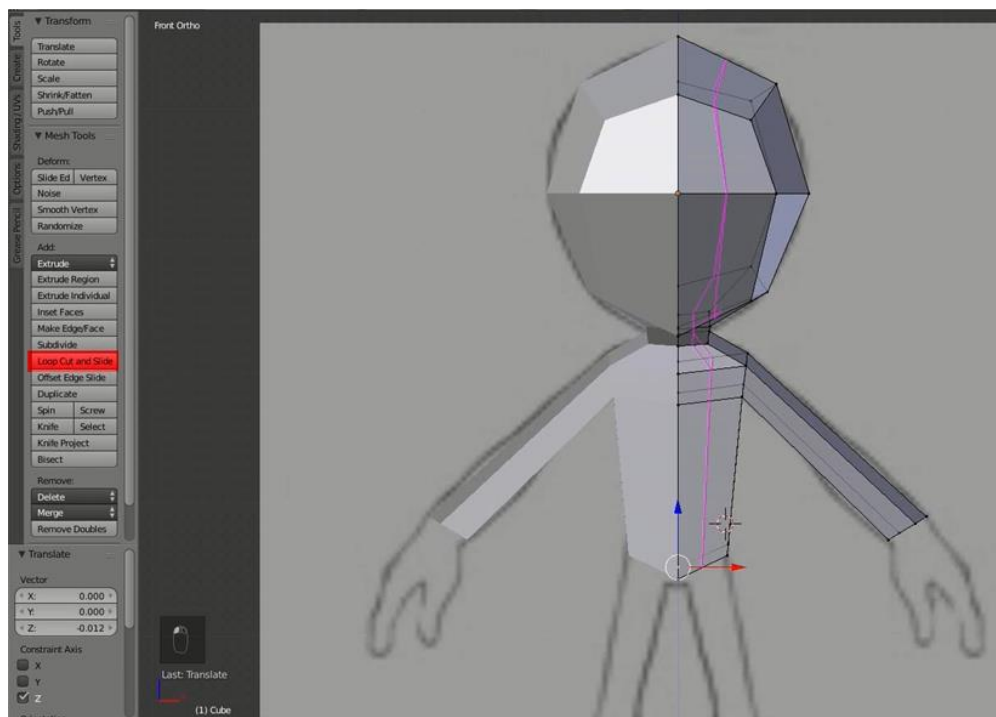 Tools
Create
Shading / UVs
Options
Grease Pencil
▼ Transform
Translate
Rotate
Scale
Shrink/Fatten
Push/Pull
▼ Mesh Tools
Deform:
Slide Ed Vertex
Noise
Smooth Vertex
Randomize
Add:
Extrude
Extrude Region
Extrude Individual
Inset Faces
Make Edge/Face
Subdivide
Loop Cut and Slide
Offset Edge Slide
Duplicate
Spin Screw
Knife Select
Knife Project
Bisect
Remove:
Delete
Merge
Remove Doubles
▼ Translate
Vector
X: 0.000
Y: 0.000
Z: -0.012
Constraint Axis
X
Y
Z
Front Ortho
Last: Translate
(1) Cube